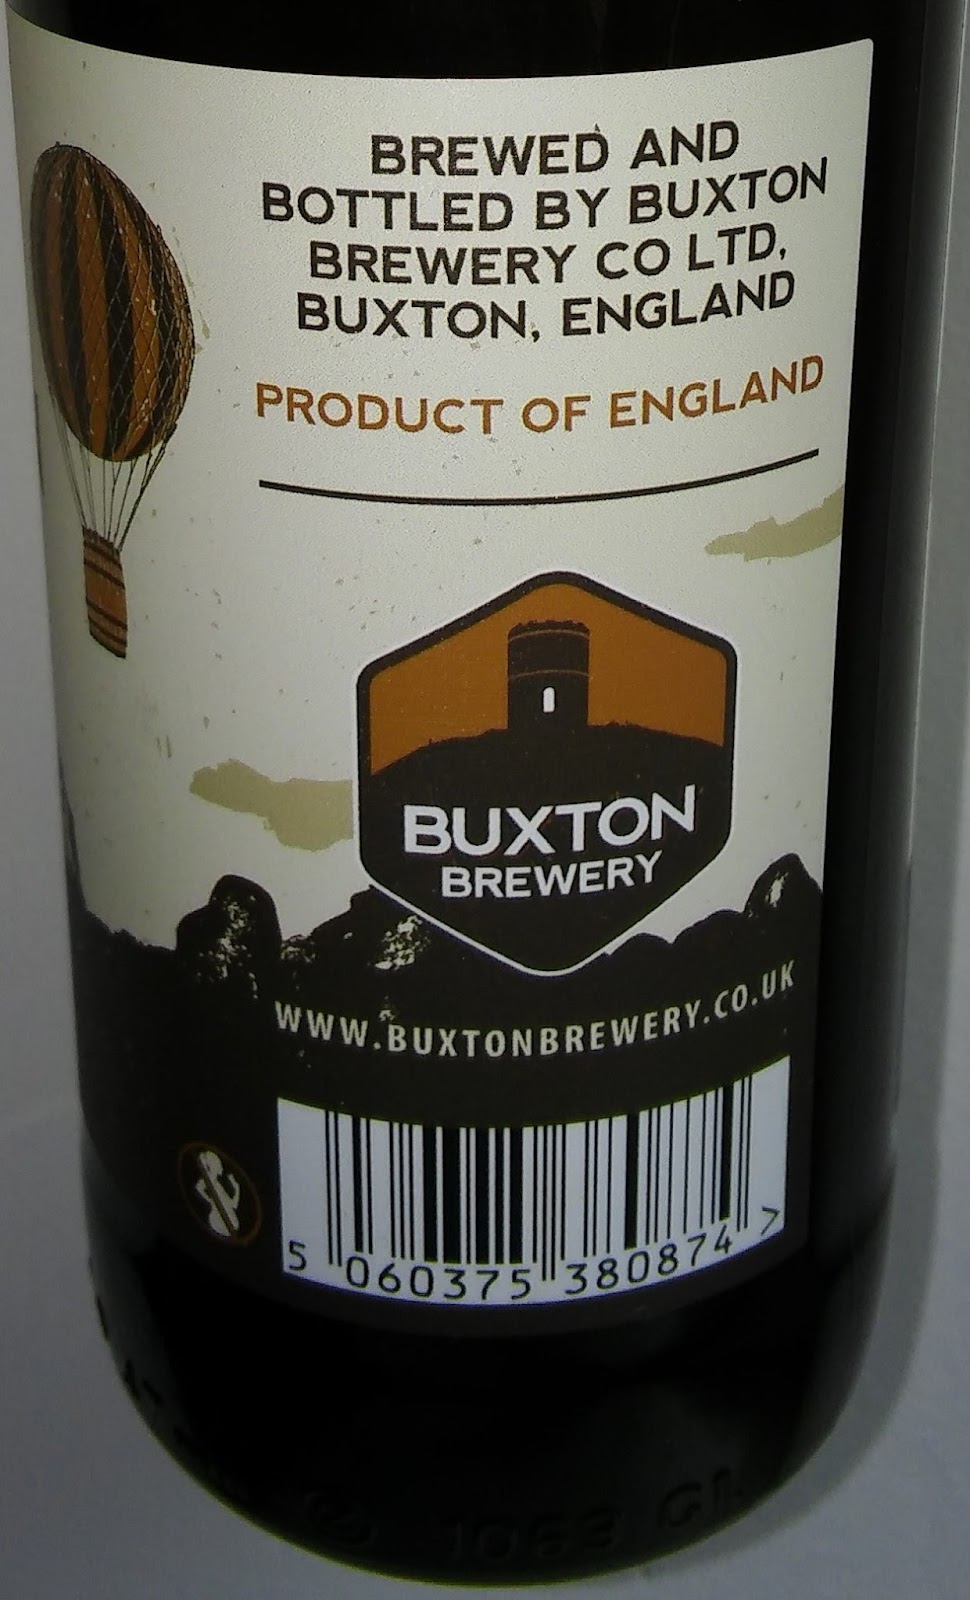 BREWED AND
BOTTLED BY BUXTON
BREWERY CO LTD,
BUXTON, ENGLAND
PRODUCT OF ENGLAND
BUXTON
BREWERY
WWW.BUXTONBREWERY.CO.UK
5 060375 380874 >